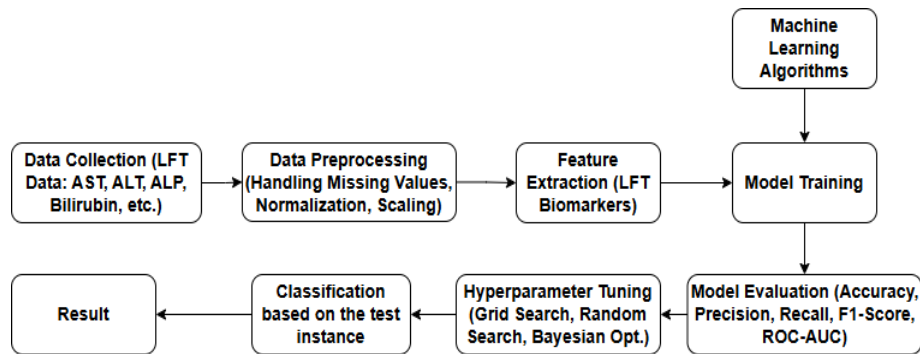 Machine
Learning
Algorithms
Data Collection (LFT
Data: AST, ALT, ALP,
Bilirubin, etc.)
Data Preprocessing
(Handling Missing Values,
Normalization, Scaling)
Feature
Extraction (LFT
Biomarkers)
Model Training
Result
Classification
based on the test
instance
Hyperparameter Tuning
(Grid Search, Random
Search, Bayesian Opt.)
Model Evaluation (Accuracy,
Precision, Recall, F1-Score,
ROC-AUC)